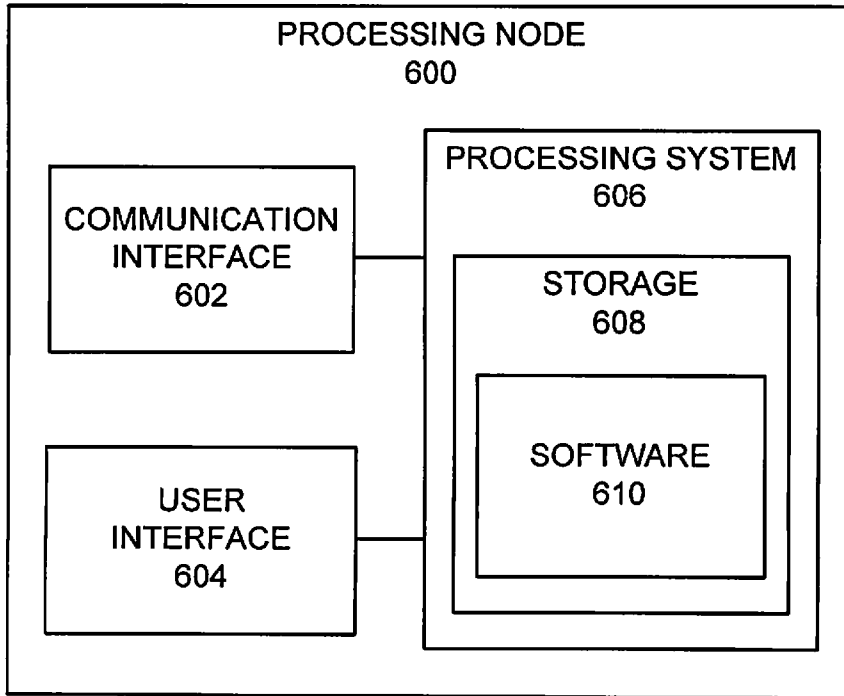 PROCESSING NODE
600
COMMUNICATION
INTERFACE
602
USER
INTERFACE
604
PROCESSING SYSTEM
606
STORAGE
608
SOFTWARE
610